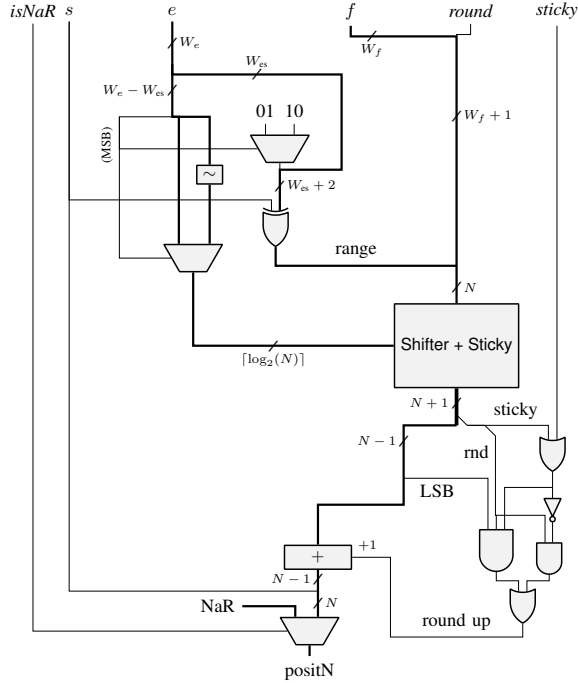 isNaR s e f round sticky
W_e
W_f
W_es
W_e − W_es
W_f + 1
01 10
(MSB)
∼
W_es + 2
range
N
Shifter + Sticky
⌈log₂(N)⌉
N + 1
sticky
N − 1
rnd
LSB
+1
+
N − 1
N
NaR
round up
positN